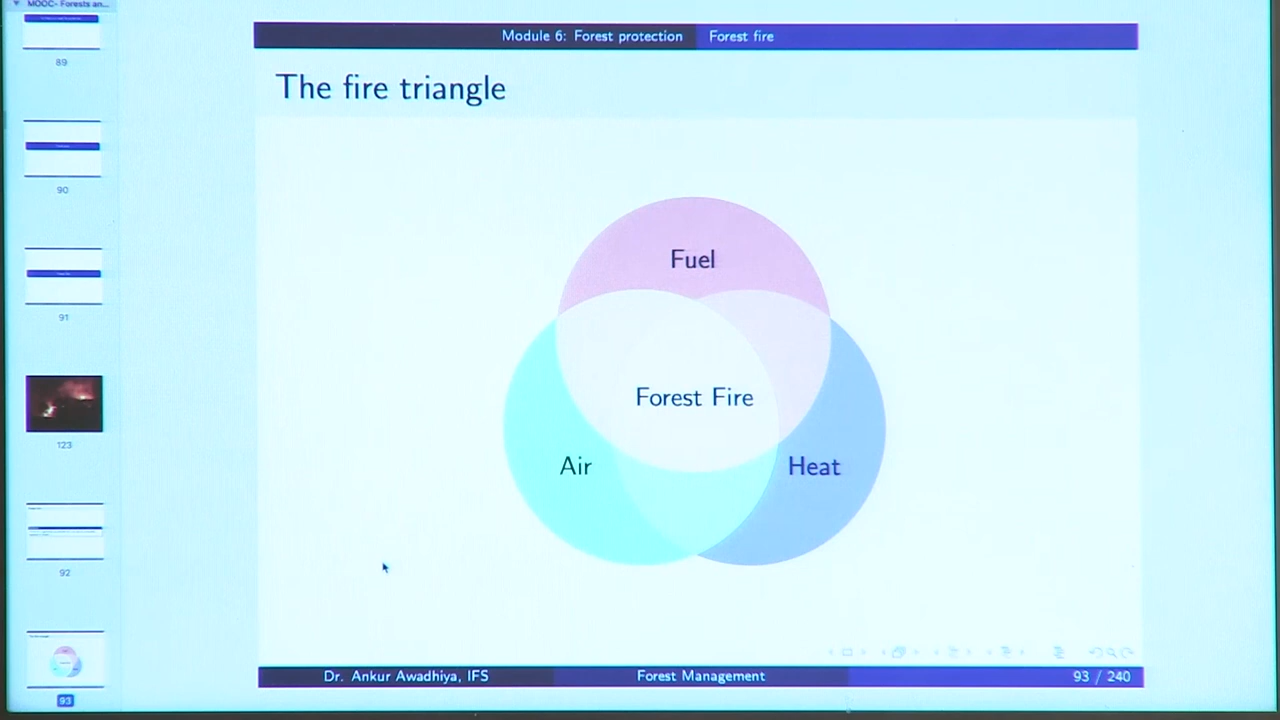 MOOC- Forests an...
89
90
91
123
92
93
Module 6: Forest protection Forest fire
The fire triangle
Fuel
Forest Fire
Air
Heat
Dr. Ankur Awadhiya, IFS Forest Management 93 / 240